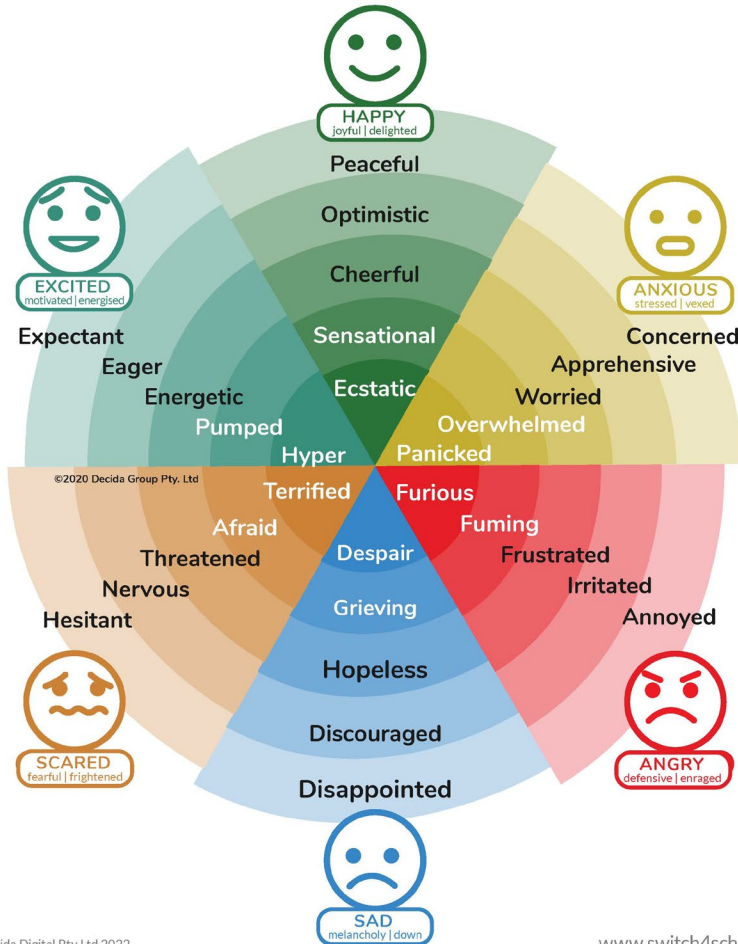 HAPPY
joyful | delighted
Peaceful
Optimistic
Cheerful
Sensational
Ecstatic
EXCITED
motivated | energised
Expectant
Eager
Energetic
Pumped
Hyper
ANXIOUS
stressed | vexed
Concerned
Apprehensive
Worried
Overwhelmed
Panicked
©2020 Decida Group Pty. Ltd
Terrified
Afraid
Threatened
Nervous
Hesitant
SCARED
fearful | frightened
Despair
Grieving
Hopeless
Discouraged
Disappointed
SAD
melancholy | down
Furious
Fuming
Frustrated
Irritated
Annoyed
ANGRY
defensive | enraged